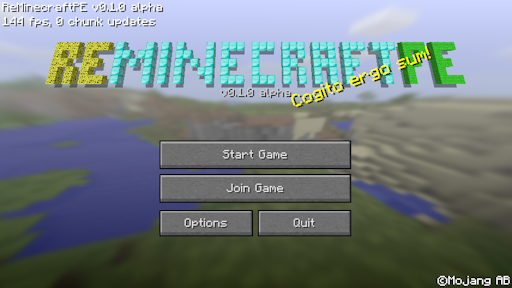 ReMinecraftPE v0.1.0 alpha
144 fps, 0 chunk updates
REMINECRAFTPE
v0.1.0 alpha
Cogito ergo sum!
Start Game
Join Game
Options
Quit
©Mojang AB